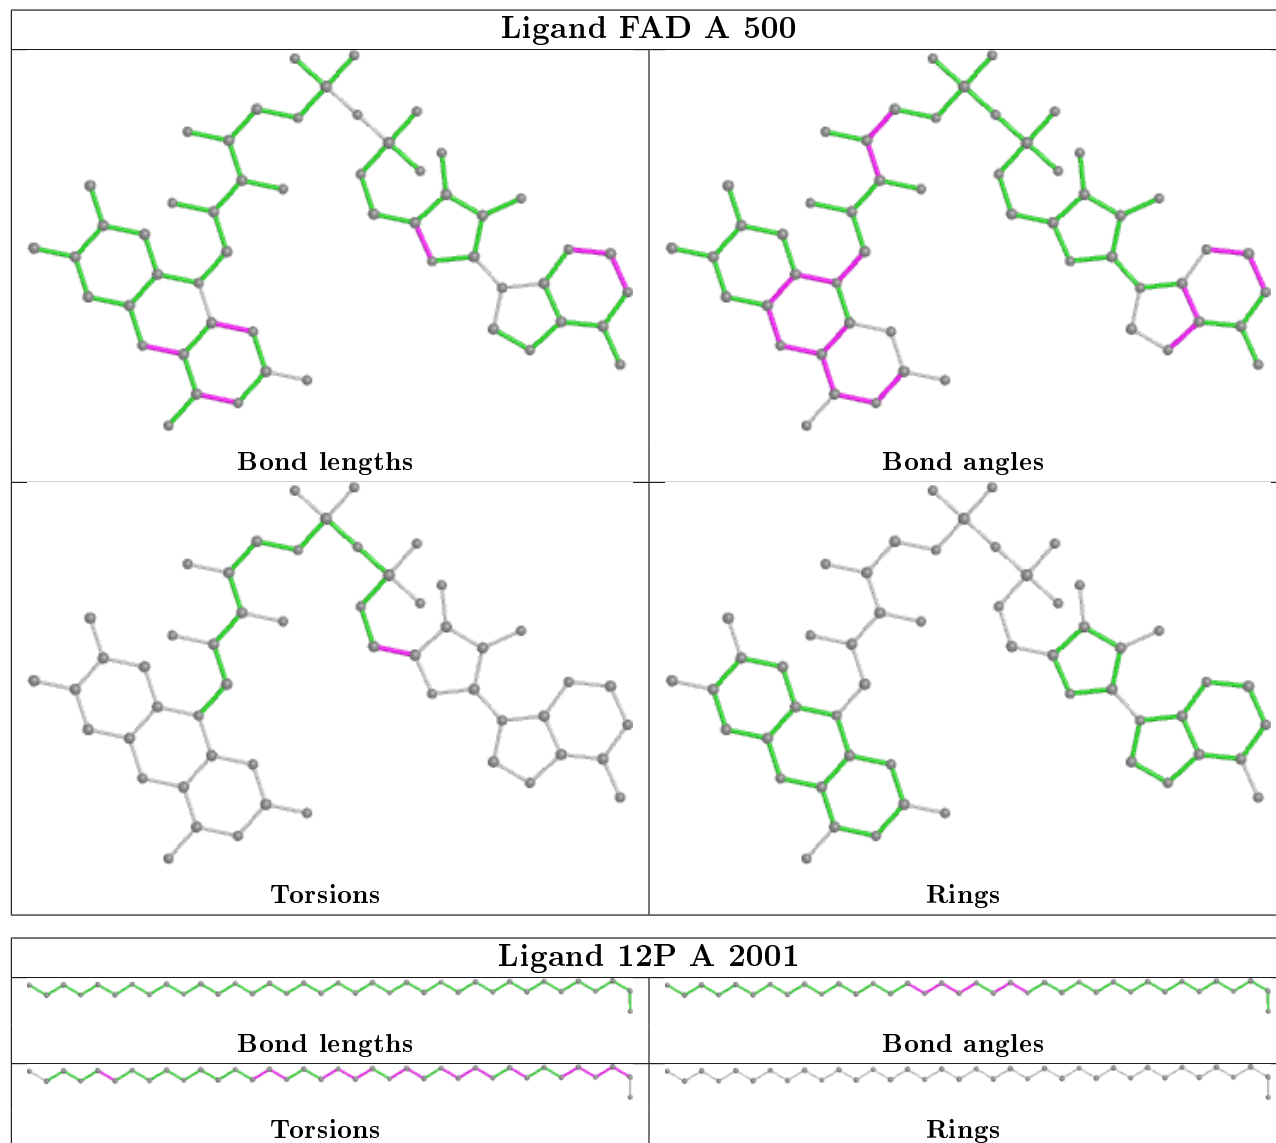 Ligand FAD A 500
Bond lengths
Bond angles
Torsions
Rings
Ligand 12P A 2001
Bond lengths
Bond angles
Torsions
Rings